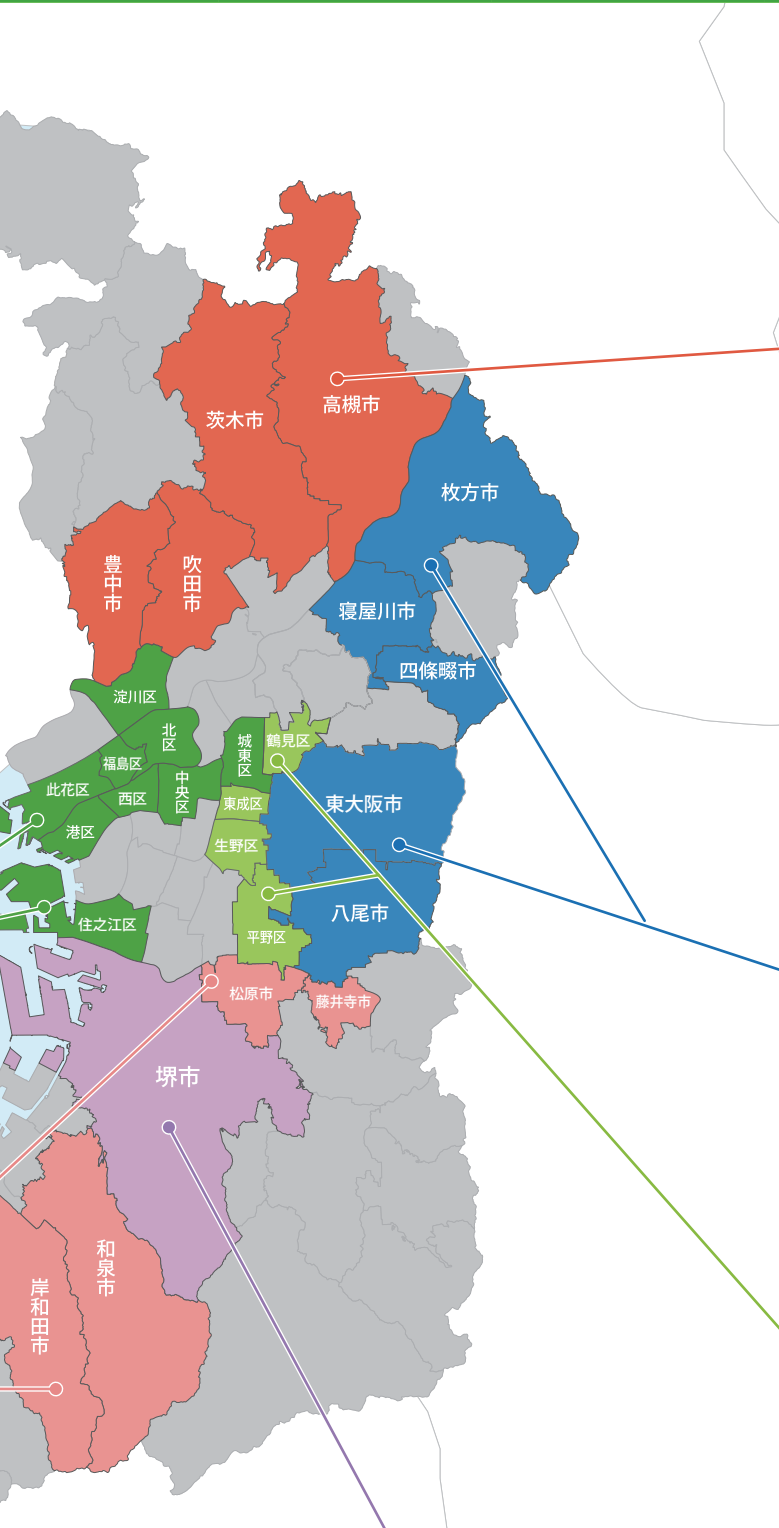 高槻市
茨木市
枚方市
豊中市
吹田市
寝屋川市
四條畷市
淀川区
北区
城東区
鶴見区
福島区
中央区
此花区
西区
東成区
東大阪市
港区
生野区
八尾市
住之江区
平野区
松原市
藤井寺市
堺市
和泉市
岸和田市